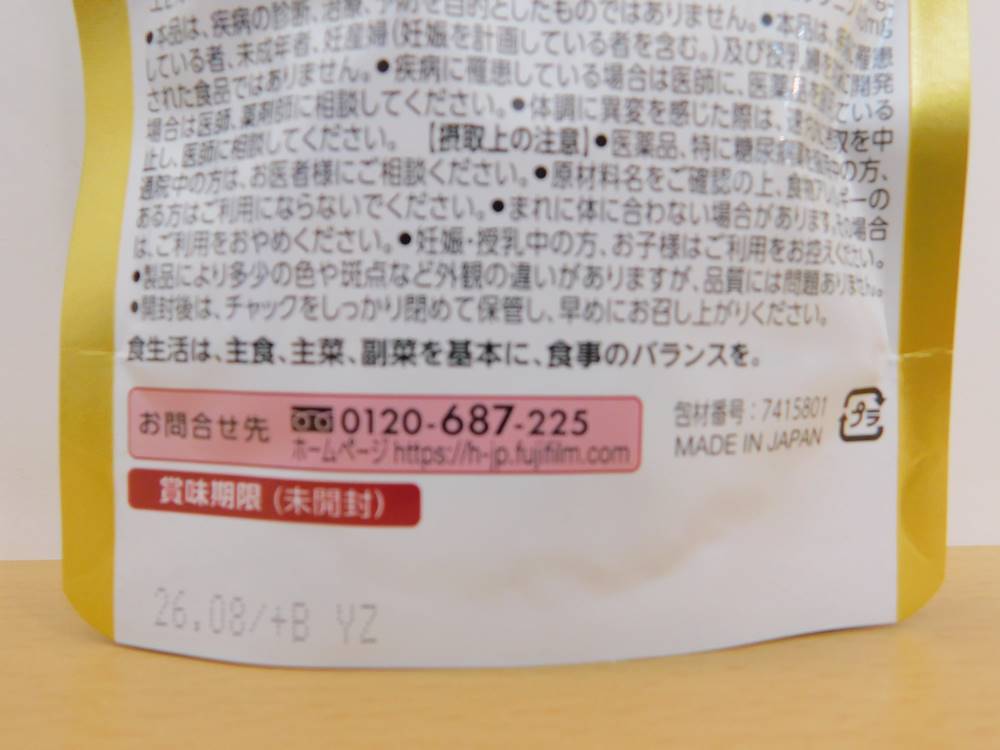 ●本品は、疾病の診断、治療、予防を目的としたものではありません。●本品は、疾病に罹患
している者、未成年者、妊産婦(妊娠を計画している者を含む。)及び授乳婦を対象に開発
された食品ではありません。●疾病に罹患している場合は医師に、医薬品を服用している
場合は医師、薬剤師に相談してください。●体調に異変を感じた際は、速やかに摂取を中
止し、医師に相談してください。【摂取上の注意】●医薬品、特に糖尿病薬を服用中の方、
通院中の方は、お医者様にご相談ください。●原材料名をご確認の上、食物アレルギーの
ある方はご利用にならないでください。●まれに体に合わない場合があります。その場合
は、ご利用をおやめください。●妊娠・授乳中の方、お子様はご利用をお控えください。
●製品により多少の色や斑点など外観の違いがありますが、品質には問題ありません。
●開封後は、チャックをしっかり閉めて保管し、早めにお召し上がりください。
食生活は、主食、主菜、副菜を基本に、食事のバランスを。
お問合せ先 0120-687-225
ホームページ https://h-jp.fujifilm.com
包材番号:7415801
MADE IN JAPAN
プラ
賞味期限(未開封)
26.08/+B YZ